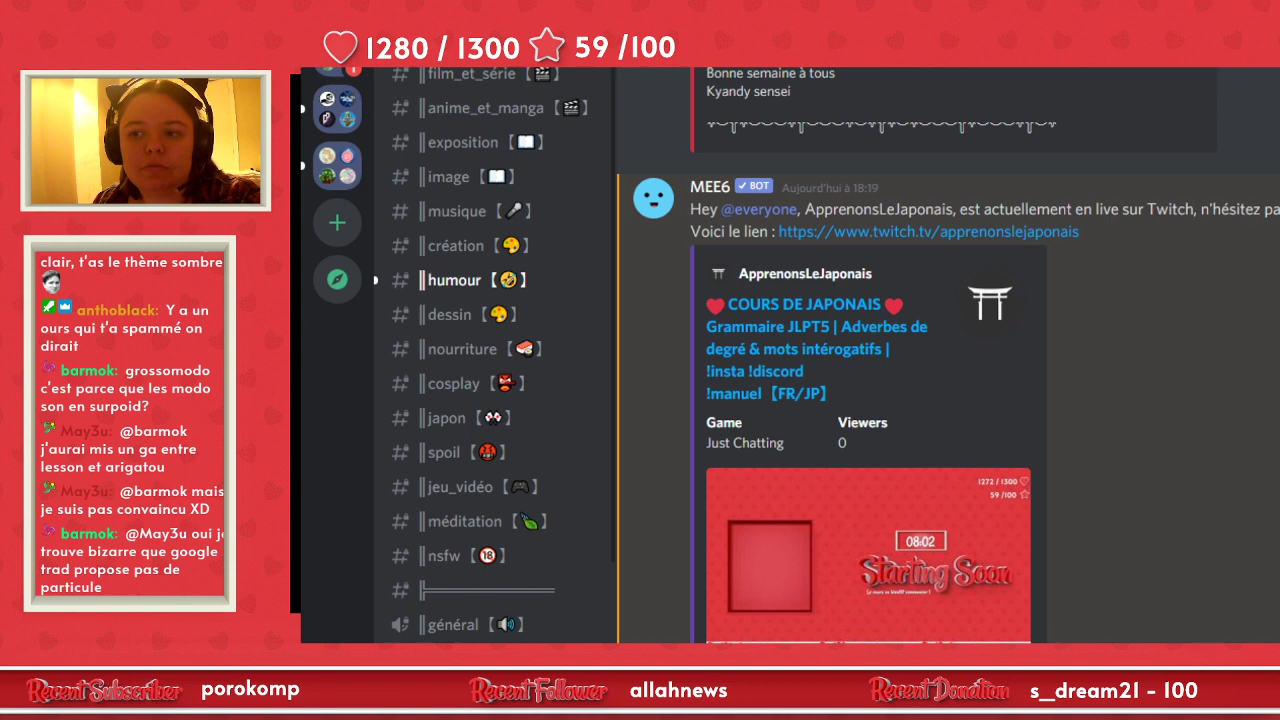 1280 / 1300 59 /100
clair, t'as le thème sombre
anthoblack: Y a un
ours qui t'a spammé on
dirait
barmok: grossomodo
c'est parce que les modo
son en surpoid?
May3u: @barmok
j'aurai mis un ga entre
lesson et arigatou
May3u: @barmok mais
je suis pas convaincu XD
barmok: @May3u oui je
trouve bizarre que google
trad propose pas de
particule
film_et_série【🎬】
anime_et_manga【🎬】
exposition【📖】
image【📖】
musique【🎤】
création【🎨】
humour【🤣】
dessin【🎨】
nourriture【🍣】
cosplay【👺】
japon【🎌】
spoil【👹】
jeu_vidéo【🎮】
méditation【🍃】
nsfw【🔞】
général【🔊】
Bonne semaine à tous
Kyandy sensei
MEE6 ✓ BOT Aujourd'hui à 18:19
Hey @everyone, ApprenonsLeJaponais, est actuellement en live sur Twitch, n'hésitez pa
Voici le lien : https://www.twitch.tv/apprenonslejaponais
ApprenonsLeJaponais
❤ COURS DE JAPONAIS ❤
Grammaire JLPT5 | Adverbes de
degré & mots intérogatifs |
!insta !discord
!manuel【FR/JP】
Game Viewers
Just Chatting 0
1272 / 1300
59 /100
08:02
Starting Soon
Recent Subscriber porokomp
Recent Follower allahnews
Recent Donation s_dream21 - 100